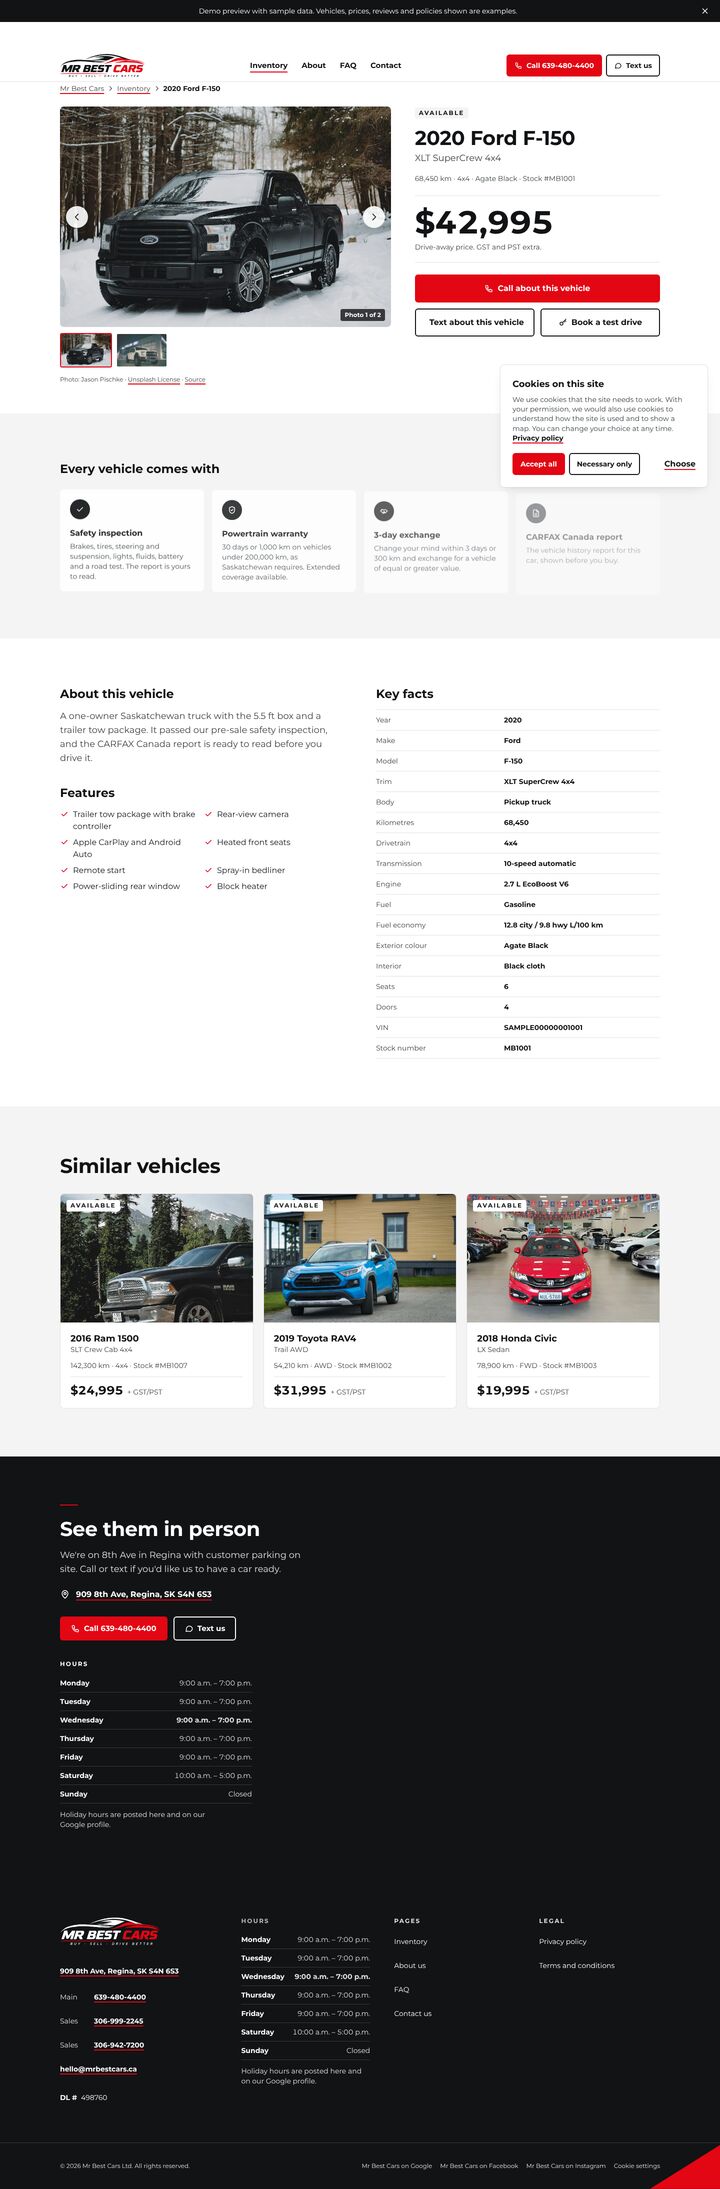 Demo preview with sample data. Vehicles, prices, reviews and policies shown are examples.
MR BEST CARS
BUY · SELL · DRIVE BETTER
Inventory
About
FAQ
Contact
Call 639-480-4400
Text us
Mr Best Cars > Inventory > 2020 Ford F-150
AVAILABLE
2020 Ford F-150
XLT SuperCrew 4x4
68,450 km · 4x4 · Agate Black · Stock #MB1001
$42,995
Drive-away price. GST and PST extra.
Call about this vehicle
Text about this vehicle
Book a test drive
Photo 1 of 2
Photo: Jason Pischke · Unsplash License · Source
Cookies on this site
We use cookies that the site needs to work. With
your permission, we would also use cookies to
understand how the site is used and to show a
map. You can change your choice at any time.
Privacy policy
Accept all
Necessary only
Choose
Every vehicle comes with
Safety inspection
Brakes, tires, steering and
suspension, lights, fluids, battery
and a road test. The report is yours
to read.
Powertrain warranty
30 days or 1,000 km on vehicles
under 200,000 km, as
Saskatchewan requires. Extended
coverage available.
3-day exchange
Change your mind within 3 days or
300 km and exchange for a vehicle
of equal or greater value.
CARFAX Canada report
The vehicle history report for this
car, shown before you buy.
About this vehicle
A one-owner Saskatchewan truck with the 5.5 ft box and a
trailer tow package. It passed our pre-sale safety inspection,
and the CARFAX Canada report is ready to read before you
drive it.
Features
Trailer tow package with brake
controller
Rear-view camera
Apple CarPlay and Android
Auto
Heated front seats
Remote start
Spray-in bedliner
Power-sliding rear window
Block heater
Key facts
Year 2020
Make Ford
Model F-150
Trim XLT SuperCrew 4x4
Body Pickup truck
Kilometres 68,450
Drivetrain 4x4
Transmission 10-speed automatic
Engine 2.7 L EcoBoost V6
Fuel Gasoline
Fuel economy 12.8 city / 9.8 hwy L/100 km
Exterior colour Agate Black
Interior Black cloth
Seats 6
Doors 4
VIN SAMPLE00000001001
Stock number MB1001
Similar vehicles
AVAILABLE
2016 Ram 1500
SLT Crew Cab 4x4
142,300 km · 4x4 · Stock #MB1007
$24,995 + GST/PST
AVAILABLE
2019 Toyota RAV4
Trail AWD
54,210 km · AWD · Stock #MB1002
$31,995 + GST/PST
AVAILABLE
2018 Honda Civic
LX Sedan
78,900 km · FWD · Stock #MB1003
$19,995 + GST/PST
See them in person
We're on 8th Ave in Regina with customer parking on
site. Call or text if you'd like us to have a car ready.
909 8th Ave, Regina, SK S4N 6S3
Call 639-480-4400
Text us
HOURS
Monday 9:00 a.m. – 7:00 p.m.
Tuesday 9:00 a.m. – 7:00 p.m.
Wednesday 9:00 a.m. – 7:00 p.m.
Thursday 9:00 a.m. – 7:00 p.m.
Friday 9:00 a.m. – 7:00 p.m.
Saturday 10:00 a.m. – 5:00 p.m.
Sunday Closed
Holiday hours are posted here and on our
Google profile.
MR BEST CARS
BUY · SELL · DRIVE BETTER
909 8th Ave, Regina, SK S4N 6S3
Main 639-480-4400
Sales 306-999-2245
Sales 306-942-7200
hello@mrbestcars.ca
DL # 498760
HOURS
Monday 9:00 a.m. – 7:00 p.m.
Tuesday 9:00 a.m. – 7:00 p.m.
Wednesday 9:00 a.m. – 7:00 p.m.
Thursday 9:00 a.m. – 7:00 p.m.
Friday 9:00 a.m. – 7:00 p.m.
Saturday 10:00 a.m. – 5:00 p.m.
Sunday Closed
Holiday hours are posted here and
on our Google profile.
PAGES
Inventory
About us
FAQ
Contact us
LEGAL
Privacy policy
Terms and conditions
© 2026 Mr Best Cars Ltd. All rights reserved.
Mr Best Cars on Google
Mr Best Cars on Facebook
Mr Best Cars on Instagram
Cookie settings